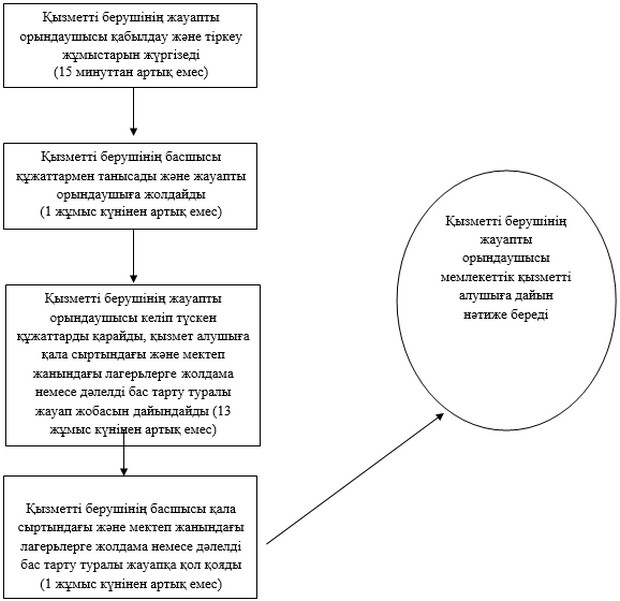 Қызметті берушінің жауапты
орындаушысы қабылдау және тіркеу
жұмыстарын жүргізеді
(15 минуттан артық емес)
Қызметті берушінің басшысы
құжаттармен танысады және жауапты
орындаушыға жолдайды
(1 жұмыс күнінен артық емес)
Қызметті берушінің жауапты
орындаушысы келіп түскен
құжаттарды қарайды, қызмет алушыға
қала сыртындағы және мектеп
жанындағы лагерьлерге жолдама
немесе дәлелді бас тарту туралы
жауап жобасын дайындайды (13
жұмыс күнінен артық емес)
Қызметті берушінің басшысы қала
сыртындағы және мектеп жанындағы
лагерьлерге жолдама немесе дәлелді
бас тарту туралы жауапқа қол қояды
(1 жұмыс күнінен артық емес)
Қызметті берушінің
жауапты
орындаушысы
мемлекеттік қызметті
алушыға дайын
нәтиже береді